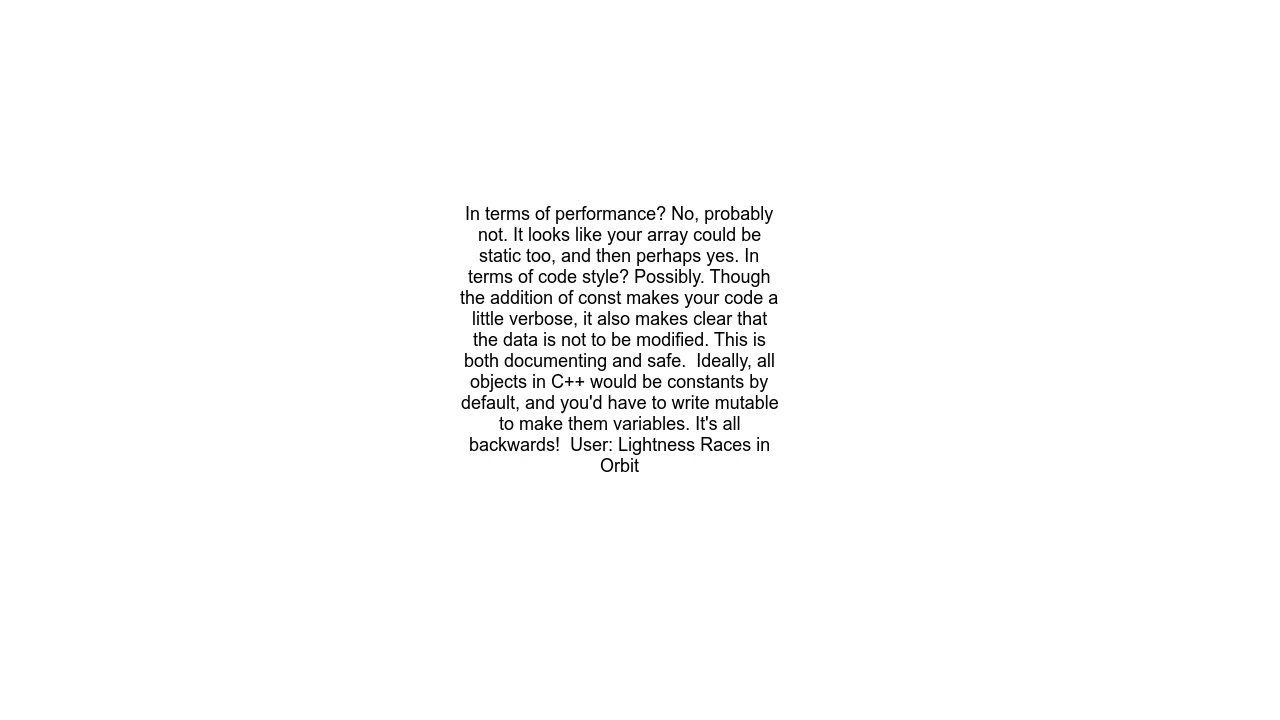 In terms of performance? No, probably
not. It looks like your array could be
static too, and then perhaps yes. In
terms of code style? Possibly. Though
the addition of const makes your code a
little verbose, it also makes clear that
the data is not to be modified. This is
both documenting and safe.  Ideally, all
objects in C++ would be constants by
default, and you'd have to write mutable
to make them variables. It's all
backwards!  User: Lightness Races in
Orbit